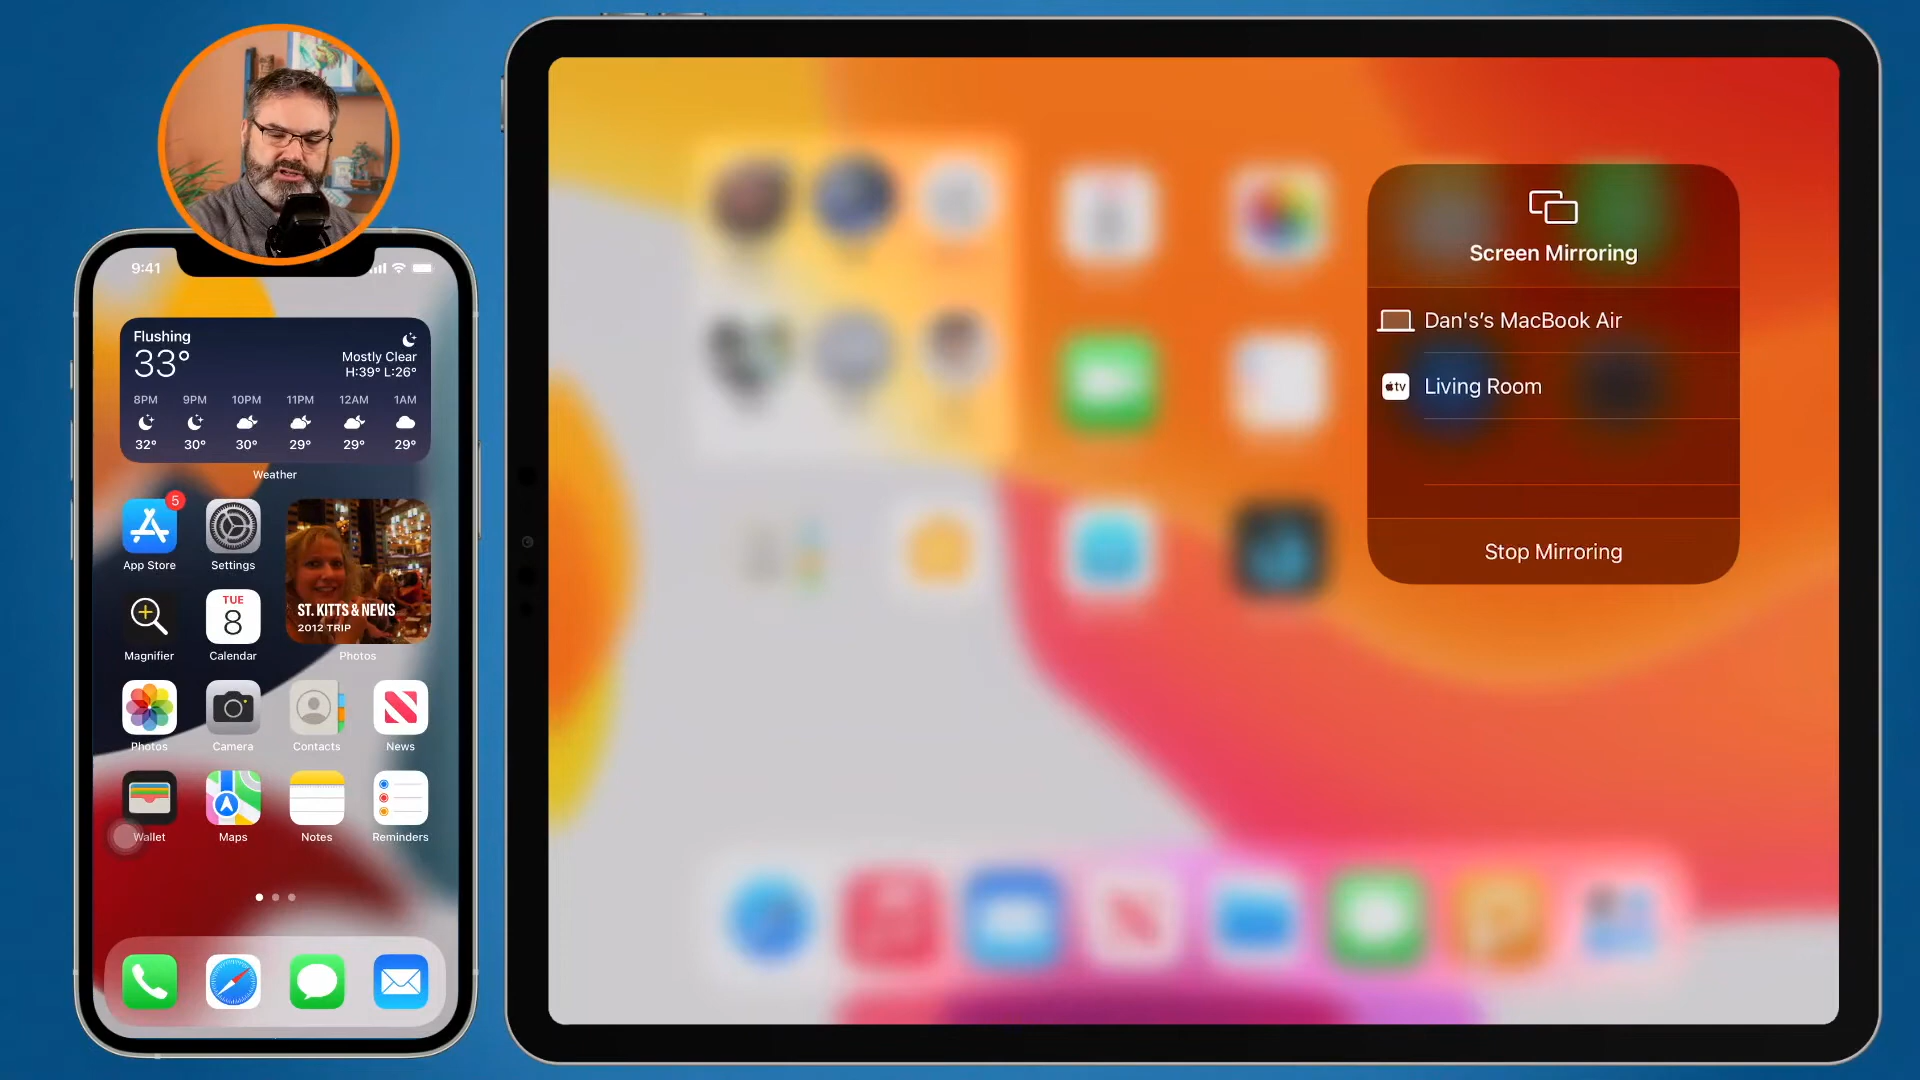 9:41
Flushing
33°
Mostly Clear
H:39° L:26°
8PM 9PM 10PM 11PM 12AM 1AM
32° 30° 30° 29° 29° 29°
Weather
5
App Store
Settings
ST. KITTS & NEVIS
2012 TRIP
Photos
TUE
8
Magnifier
Calendar
Photos
Camera
Contacts
News
Wallet
Maps
Notes
Reminders
Screen Mirroring
Dan's’s MacBook Air
tv
Living Room
Stop Mirroring